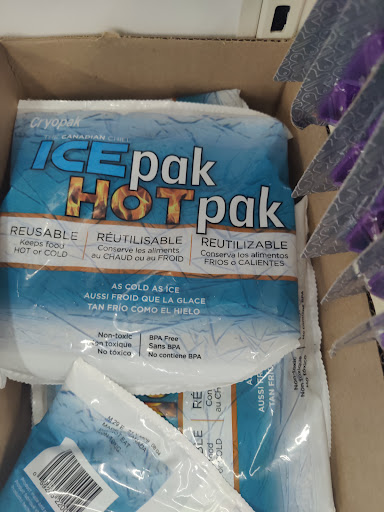 Cryopak
THE CANADIAN CHILL
ICEpak
HOTpak
REUSABLE
Keeps food
HOT or COLD
RÉUTILISABLE
Conserve les aliments
au CHAUD ou au FROID
REUTILIZABLE
Conserva los alimentos
FRIOS o CALIENTES
AS COLD AS ICE
AUSSI FROID QUE LA GLACE
TAN FRÍO COMO EL HIELO
Non-toxic
Non toxique
No tóxico
BPA Free
Sans BPA
No contiene BPA